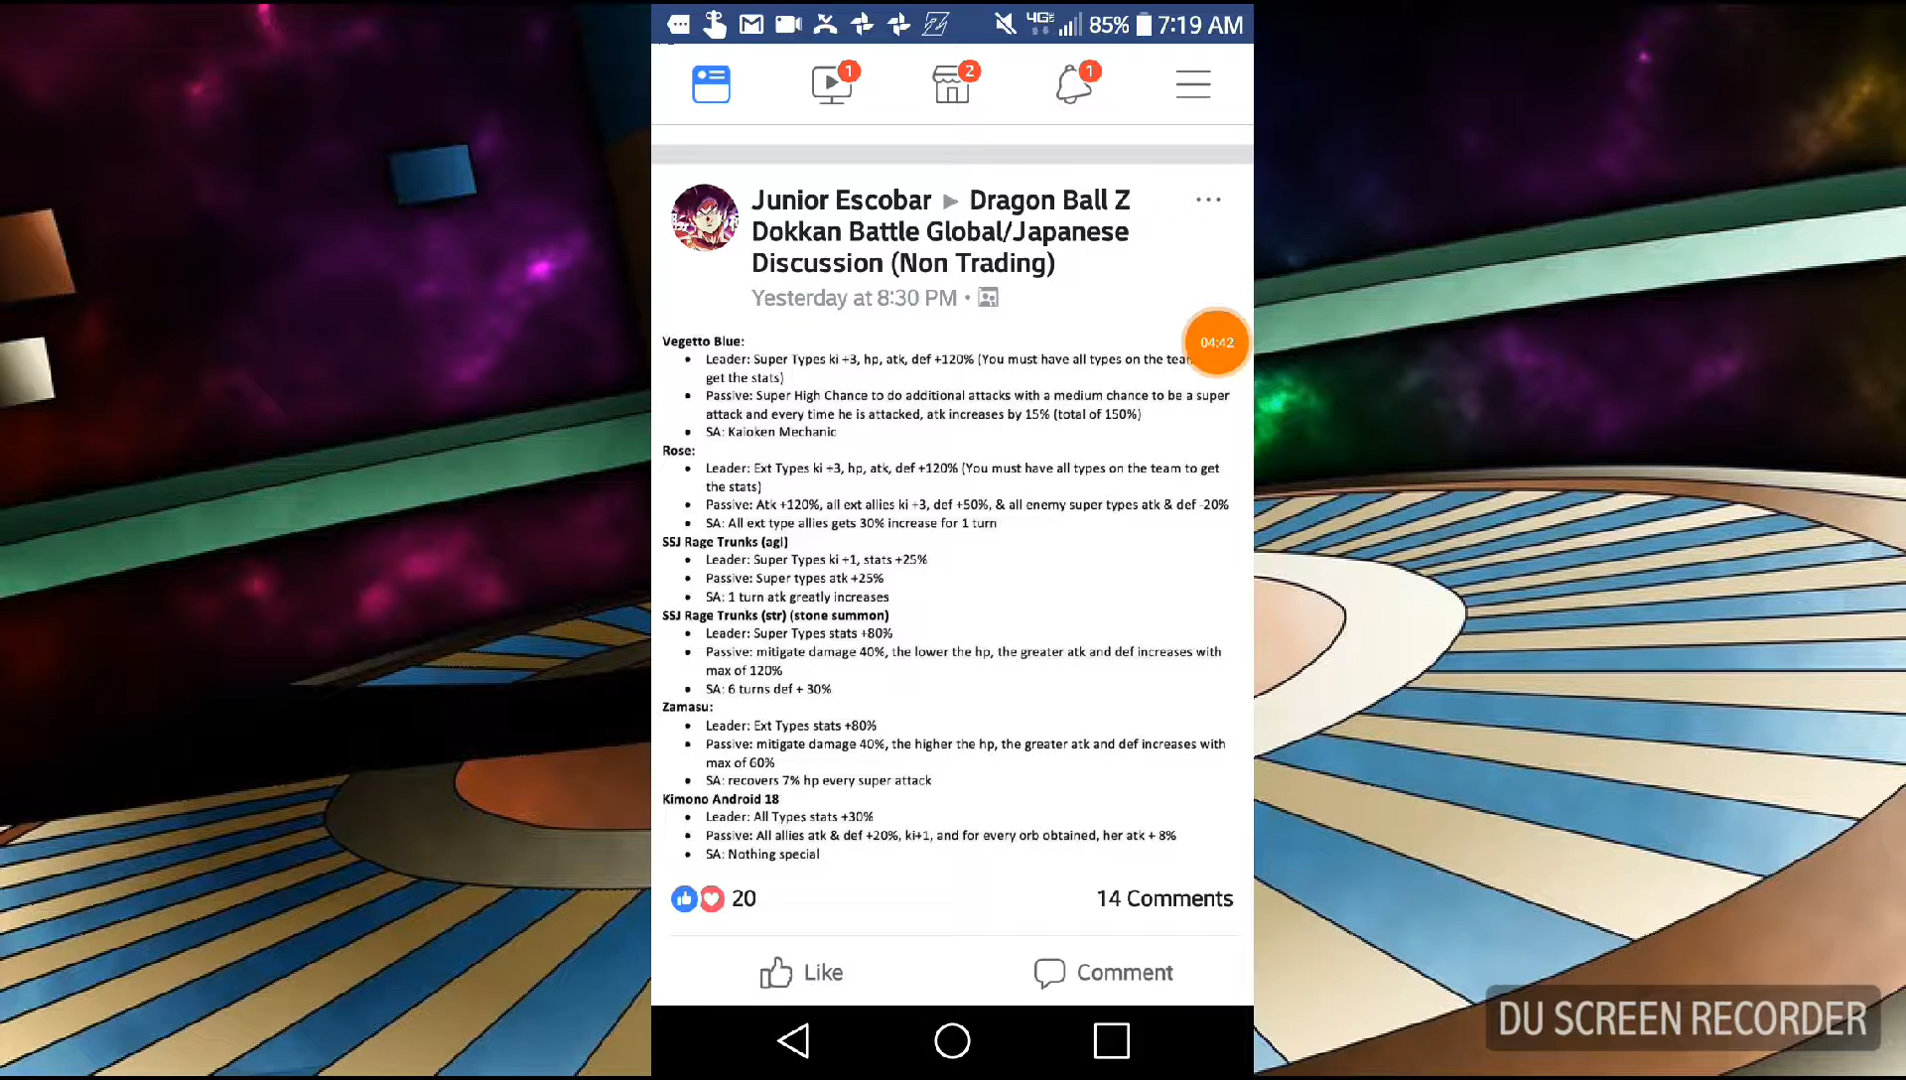 4G LTE 85% 7:19 AM
1 2 1
Junior Escobar ▶ Dragon Ball Z
Dokkan Battle Global/Japanese
Discussion (Non Trading)
Yesterday at 8:30 PM •
04:42
Vegetto Blue:
• Leader: Super Types ki +3, hp, atk, def +120% (You must have all types on the team
get the stats)
• Passive: Super High Chance to do additional attacks with a medium chance to be a super
attack and every time he is attacked, atk increases by 15% (total of 150%)
• SA: Kaloken Mechanic
Rose:
• Leader: Ext Types ki +3, hp, atk, def +120% (You must have all types on the team to get
the stats)
• Passive: Atk +120%, all ext allies ki +3, def +50%, & all enemy super types atk & def -20%
• SA: All ext type allies gets 30% increase for 1 turn
SSJ Rage Trunks (agl)
• Leader: Super Types ki +1, stats +25%
• Passive: Super types atk +25%
• SA: 1 turn atk greatly increases
SSJ Rage Trunks (str) (stone summon)
• Leader: Super Types stats +80%
• Passive: mitigate damage 40%, the lower the hp, the greater atk and def increases with
max of 120%
• SA: 6 turns def + 30%
Zamasu:
• Leader: Ext Types stats +80%
• Passive: mitigate damage 40%, the higher the hp, the greater atk and def increases with
max of 60%
• SA: recovers 7% hp every super attack
Kimono Android 18
• Leader: All Types stats +30%
• Passive: All allies atk & def +20%, ki+1, and for every orb obtained, her atk + 8%
• SA: Nothing special
20 14 Comments
Like Comment
DU SCREEN RECORDER